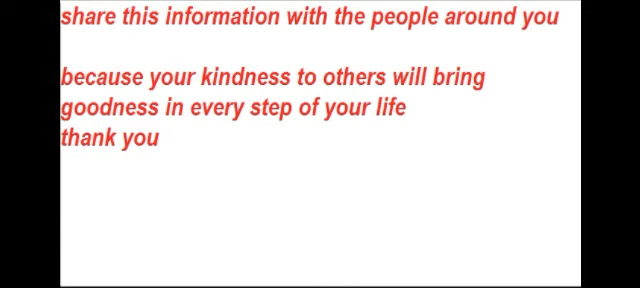 share this information with the people around you
because your kindness to others will bring
goodness in every step of your life
thank you